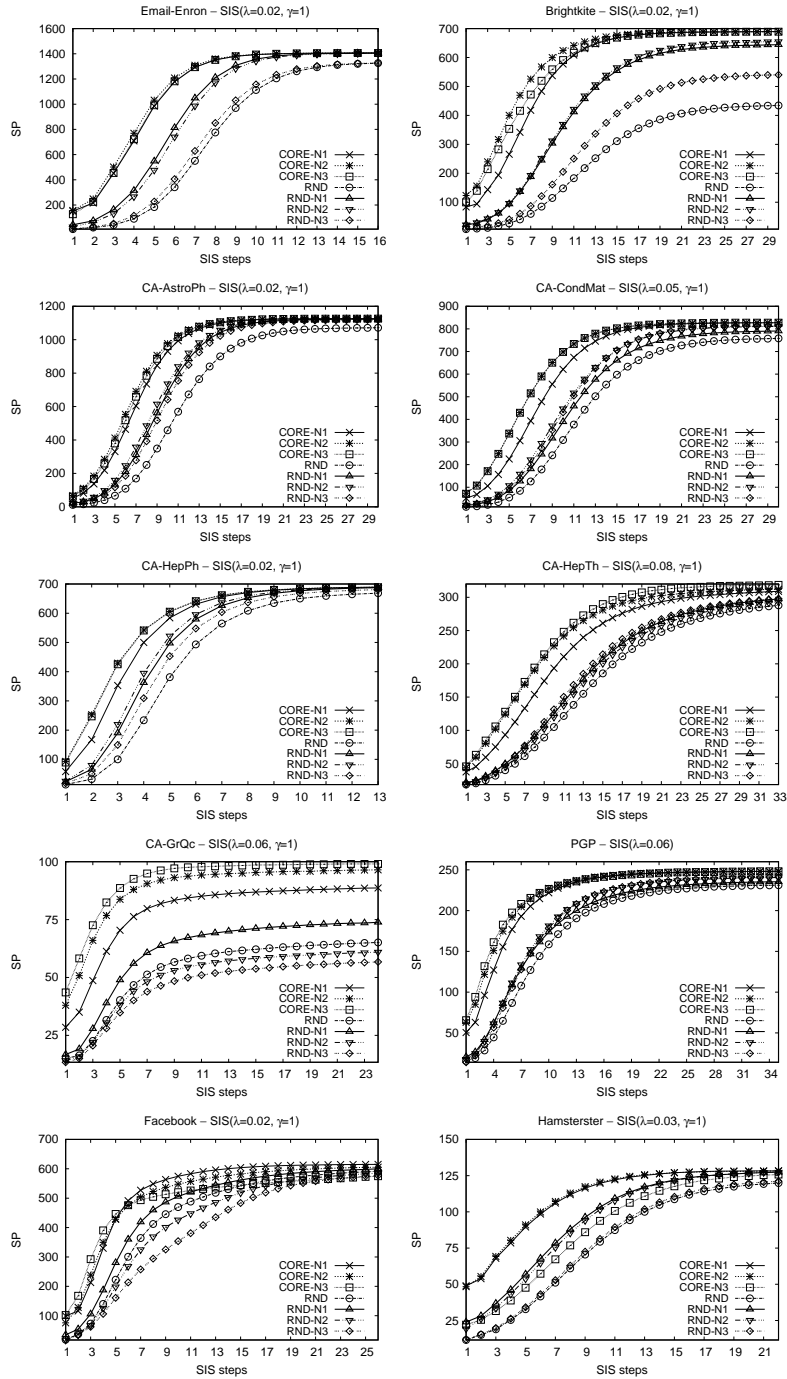 Email-Enron – SIS(λ=0.02, γ=1)
1600
1400
1200
1000
800
600
400
200
SP
CORE-N1
CORE-N2
CORE-N3
RND
RND-N1
RND-N2
RND-N3
1 2 3 4 5 6 7 8 9 10 11 12 13 14 15 16
SIS steps
Brightkite – SIS(λ=0.02, γ=1)
700
600
500
400
300
200
100
SP
CORE-N1
CORE-N2
CORE-N3
RND
RND-N1
RND-N2
RND-N3
1 3 5 7 9 11 13 15 17 19 21 23 25 27 29
SIS steps
CA-AstroPh – SIS(λ=0.02, γ=1)
1200
1000
800
600
400
200
0
SP
CORE-N1
CORE-N2
CORE-N3
RND
RND-N1
RND-N2
RND-N3
1 3 5 7 9 11 13 15 17 19 21 23 25 27 29
SIS steps
CA-CondMat – SIS(λ=0.05, γ=1)
900
800
700
600
500
400
300
200
100
SP
CORE-N1
CORE-N2
CORE-N3
RND
RND-N1
RND-N2
RND-N3
1 3 5 7 9 11 13 15 17 19 21 23 25 27 29
SIS steps
CA-HepPh – SIS(λ=0.02, γ=1)
700
600
500
400
300
200
100
SP
CORE-N1
CORE-N2
CORE-N3
RND
RND-N1
RND-N2
RND-N3
1 2 3 4 5 6 7 8 9 10 11 12 13
SIS steps
CA-HepTh – SIS(λ=0.08, γ=1)
300
250
200
150
100
50
SP
CORE-N1
CORE-N2
CORE-N3
RND
RND-N1
RND-N2
RND-N3
1 3 5 7 9 11 13 15 17 19 21 23 25 27 29 31 33
SIS steps
CA-GrQc – SIS(λ=0.06, γ=1)
100
75
50
25
SP
CORE-N1
CORE-N2
CORE-N3
RND
RND-N1
RND-N2
RND-N3
1 3 5 7 9 11 13 15 17 19 21 23
SIS steps
PGP – SIS(λ=0.06)
250
200
150
100
50
SP
CORE-N1
CORE-N2
CORE-N3
RND
RND-N1
RND-N2
RND-N3
1 4 7 10 13 16 19 22 25 28 31 34
SIS steps
Facebook – SIS(λ=0.02, γ=1)
700
600
500
400
300
200
100
SP
CORE-N1
CORE-N2
CORE-N3
RND
RND-N1
RND-N2
RND-N3
1 3 5 7 9 11 13 15 17 19 21 23 25
SIS steps
Hamsterster – SIS(λ=0.03, γ=1)
150
125
100
75
50
25
SP
CORE-N1
CORE-N2
CORE-N3
RND
RND-N1
RND-N2
RND-N3
1 3 5 7 9 11 13 15 17 19 21
SIS steps